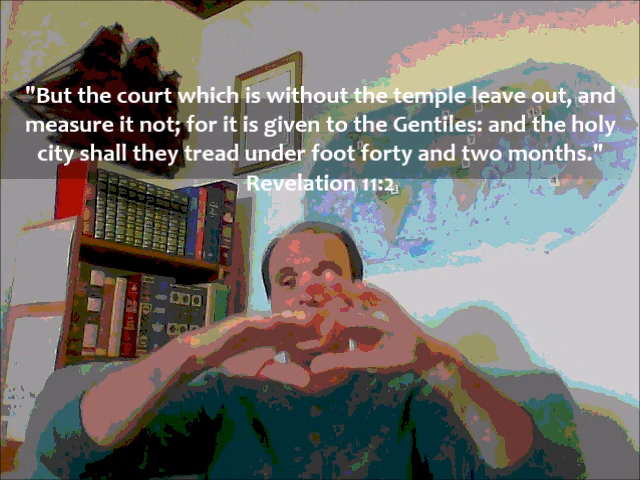 "But the court which is without the temple leave out, and
measure it not; for it is given to the Gentiles: and the holy
city shall they tread under foot forty and two months."
Revelation 11:2